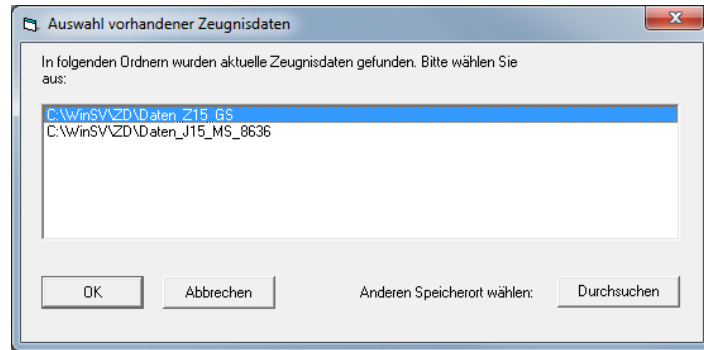 Auswahl vorhandener Zeugnisdaten
In folgenden Ordnern wurden aktuelle Zeugnisdaten gefunden. Bitte wählen Sie
aus:
C:\WinSV\ZD\Daten_Z15_GS
C:\WinSV\ZD\Daten_J15_MS_8636
OK
Abbrechen
Anderen Speicherort wählen:
Durchsuchen